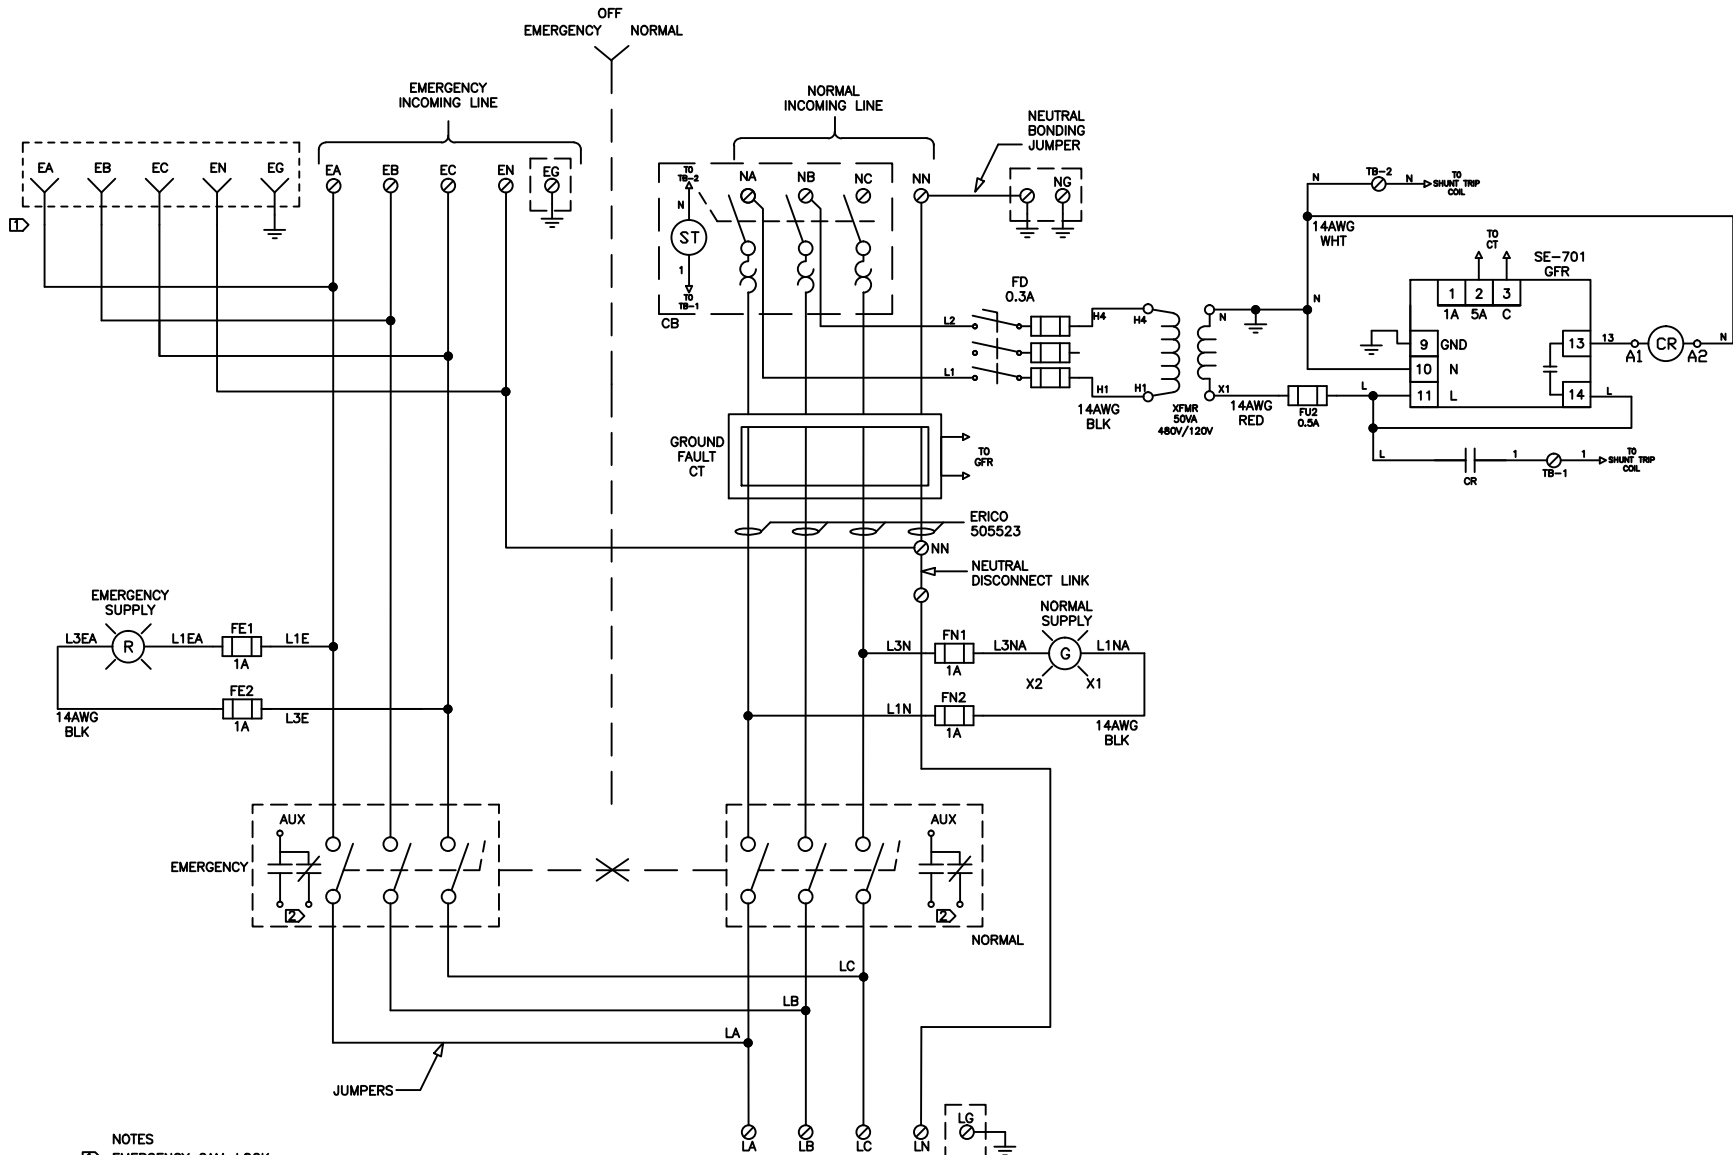 OFF
EMERGENCY NORMAL
EMERGENCY
INCOMING LINE
NORMAL
INCOMING LINE
NEUTRAL
BONDING
JUMPER
EA EB EC EN EG
EA EB EC EN EG
1
TO
TB-2
N
ST
1
TO
TB-1
CB
NA NB NC NN
NG
TB-2
N N
TO
SHUNT TRIP
COIL
14AWG
WHT
TO
CT
SE-701
GFR
1 2 3
1A 5A C
9 GND
10 N
11 L
13
14
13
A1 CR A2
N
L
FD
0.3A
L2
L1
H4
H4
H1
H1
14AWG
BLK
XFMR
50VA
480V/120V
N
N
X1
14AWG
RED
FU2
0.5A
L
L
CR
1
TB-1
1
TO
SHUNT TRIP
COIL
GROUND
FAULT
CT
TO
GFR
ERICO
505523
NN
NEUTRAL
DISCONNECT LINK
EMERGENCY
SUPPLY
L3EA R L1EA FE1 L1E
1A
FE2
L3E
1A
14AWG
BLK
NORMAL
SUPPLY
L3N FN1 L3NA G L1NA
1A
X2 X1
FN2
L1N
1A
14AWG
BLK
AUX
EMERGENCY
2
AUX
2
NORMAL
LC
LB
LA
JUMPERS
LA LB LC LN LG
NOTES
1 EMERGENCY CAM-LOCK